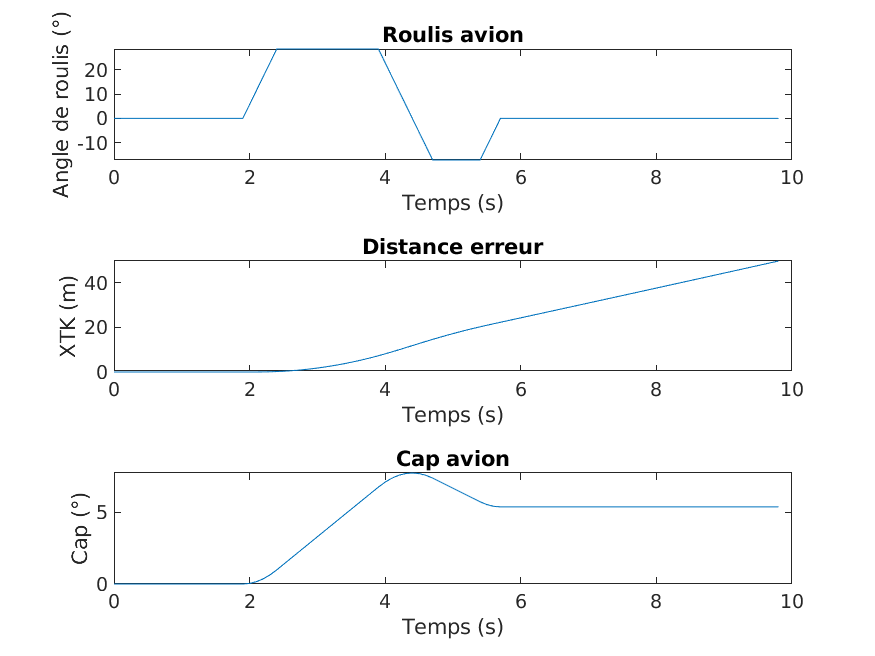 Roulis avion
Angle de roulis (°)
20
10
0
-10
0 2 4 6 8 10
Temps (s)
Distance erreur
XTK (m)
40
20
0
0 2 4 6 8 10
Temps (s)
Cap avion
Cap (°)
5
0
0 2 4 6 8 10
Temps (s)